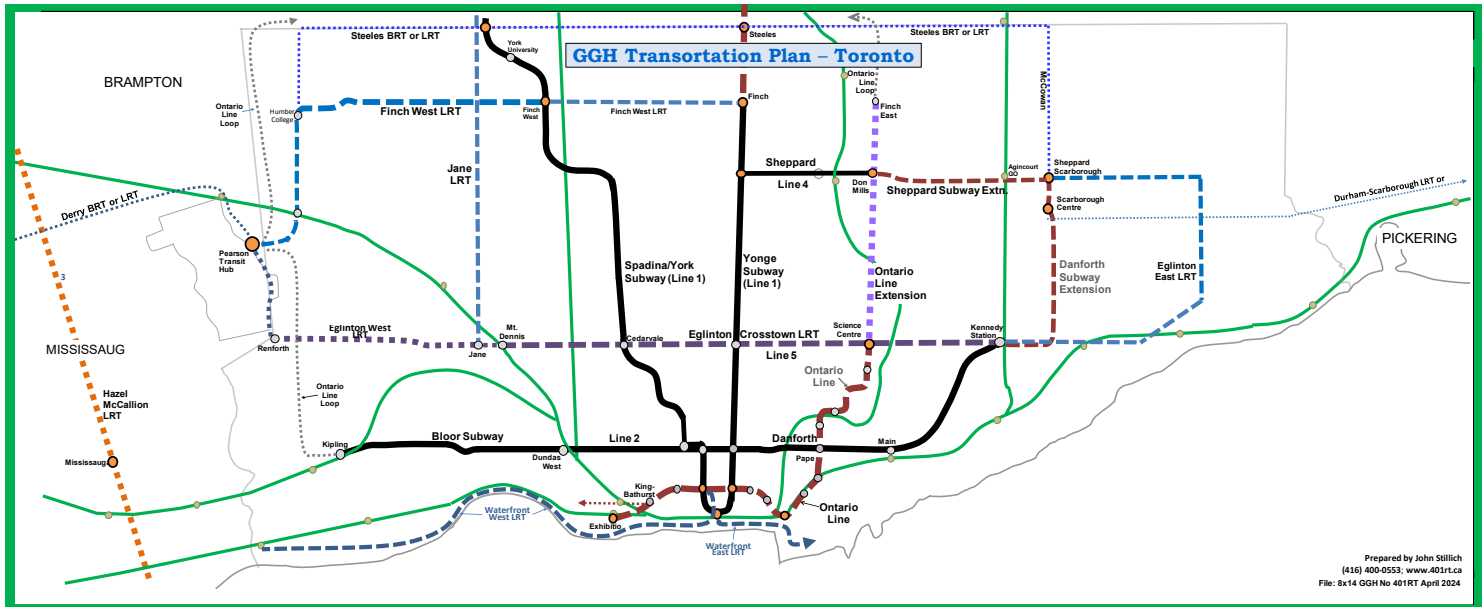 Steeles BRT or LRT
York
University
Steeles
Steeles BRT or LRT
GGH Transortation Plan – Toronto
BRAMPTON
Ontario
Line
Loop
Humber
College
Finch West LRT
Finch
West
Finch West LRT
Finch
Ontario
Line
Loop
Finch
East
McCowan
Jane
LRT
Sheppard
Line 4
Don
Mills
Sheppard Subway Extn.
Agincourt
GO
Sheppard
Scarborough
Scarborough
Centre
Durham-Scarborough LRT or
Derry BRT or LRT
Pearson
Transit
Hub
3
Spadina/York
Subway (Line 1)
Yonge
Subway
(Line 1)
Ontario
Line
Extension
Danforth
Subway
Extension
Eglinton
East LRT
PICKERING
Eglinton West
LRT
Renforth
Jane
Mt.
Dennis
Cedarvale
Eglinton Crosstown LRT
Line 5
Science
Centre
Kennedy
Station
MISSISSAUG
Hazel
McCallion
LRT
Ontario
Line
Loop
Ontario
Line
Mississaug
Kipling
Bloor Subway
Dundas
West
Line 2
Danforth
Pape
Main
King-
Bathurst
Exhibitio
Ontario
Line
Waterfront
West LRT
Waterfront
East LRT
Prepared by John Stillich
(416) 400-0553; www.401rt.ca
File: 8x14 GGH No 401RT April 2024